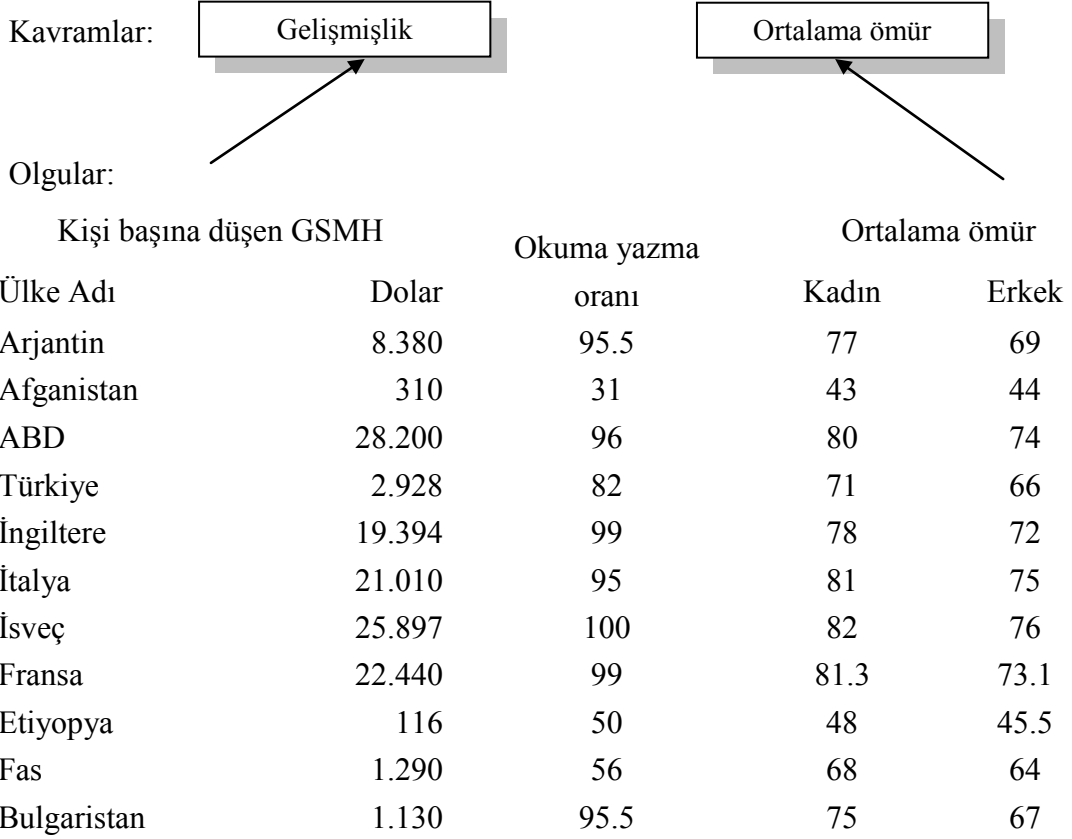 Kavramlar: Gelişmişlik Ortalama ömür
Olgular:
Kişi başına düşen GSMH Okuma yazma Ortalama ömür
Ülke Adı Dolar oranı Kadın Erkek
Arjantin 8.380 95.5 77 69
Afganistan 310 31 43 44
ABD 28.200 96 80 74
Türkiye 2.928 82 71 66
İngiltere 19.394 99 78 72
İtalya 21.010 95 81 75
İsveç 25.897 100 82 76
Fransa 22.440 99 81.3 73.1
Etiyopya 116 50 48 45.5
Fas 1.290 56 68 64
Bulgaristan 1.130 95.5 75 67